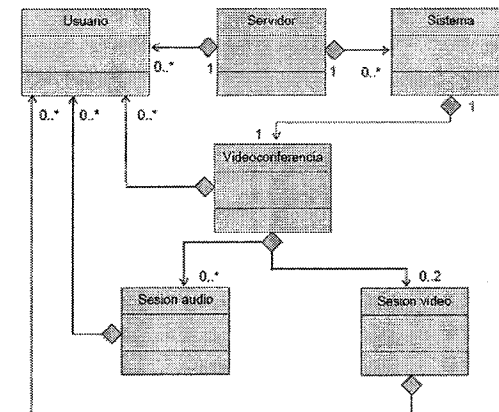 Usuario
Servidor
Sistema
0..*
1
1
0..*
0..*
0..*
0..*
1
1
Videoconferencia
0..*
0..2
Sesion audio
Sesion video